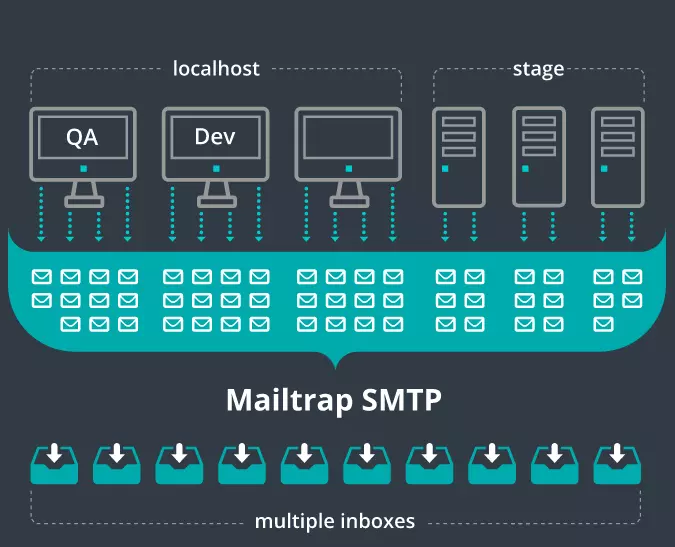 localhost
stage
QA
Dev
Mailtrap SMTP
multiple inboxes